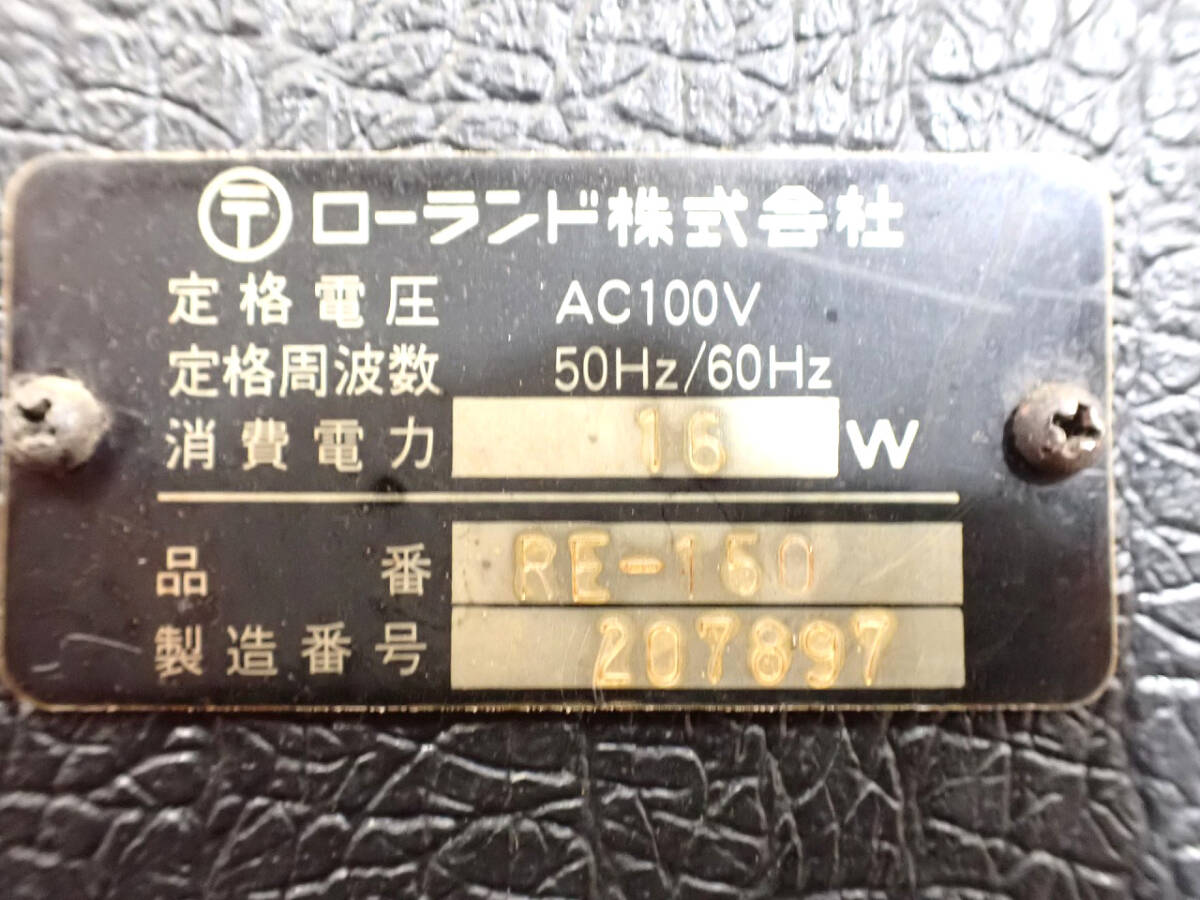 〒 ローランド株式会社
定格電圧 AC100V
定格周波数 50Hz/60Hz
消費電力 16 W
品番 RE-150
製造番号 207897